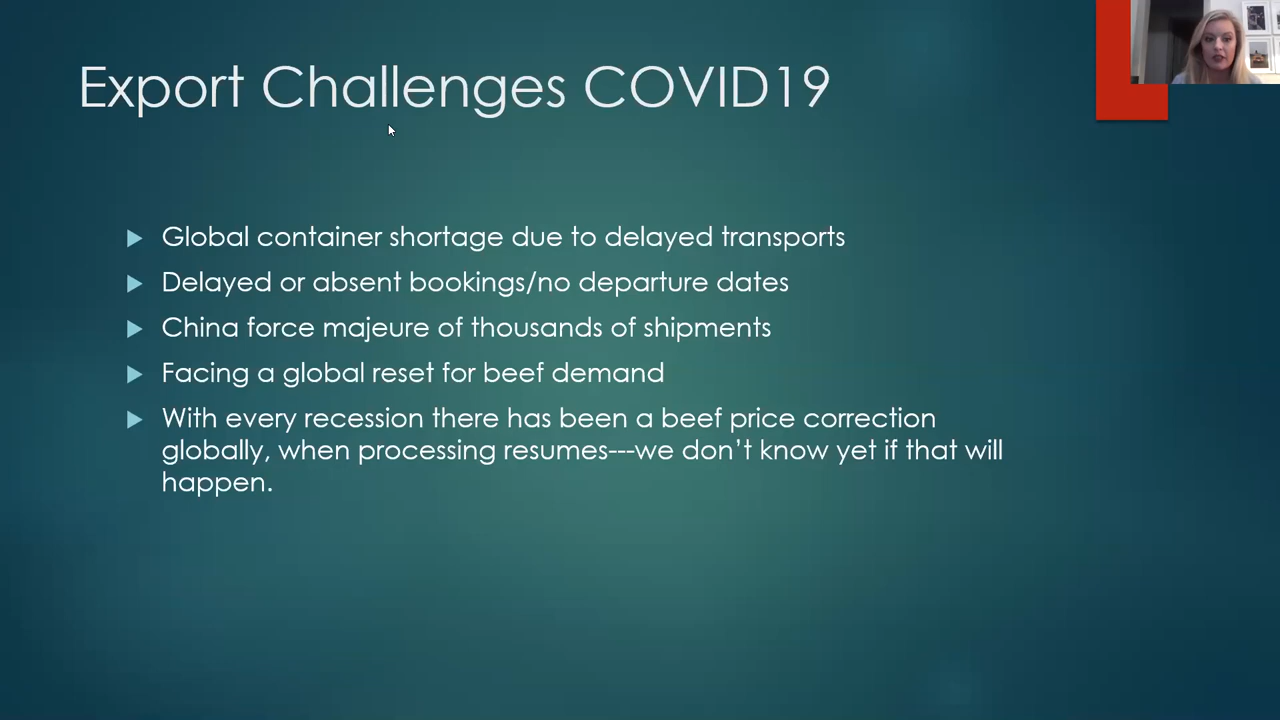 Export Challenges COVID19
Global container shortage due to delayed transports
Delayed or absent bookings/no departure dates
China force majeure of thousands of shipments
Facing a global reset for beef demand
With every recession there has been a beef price correction
globally, when processing resumes---we don’t know yet if that will
happen.